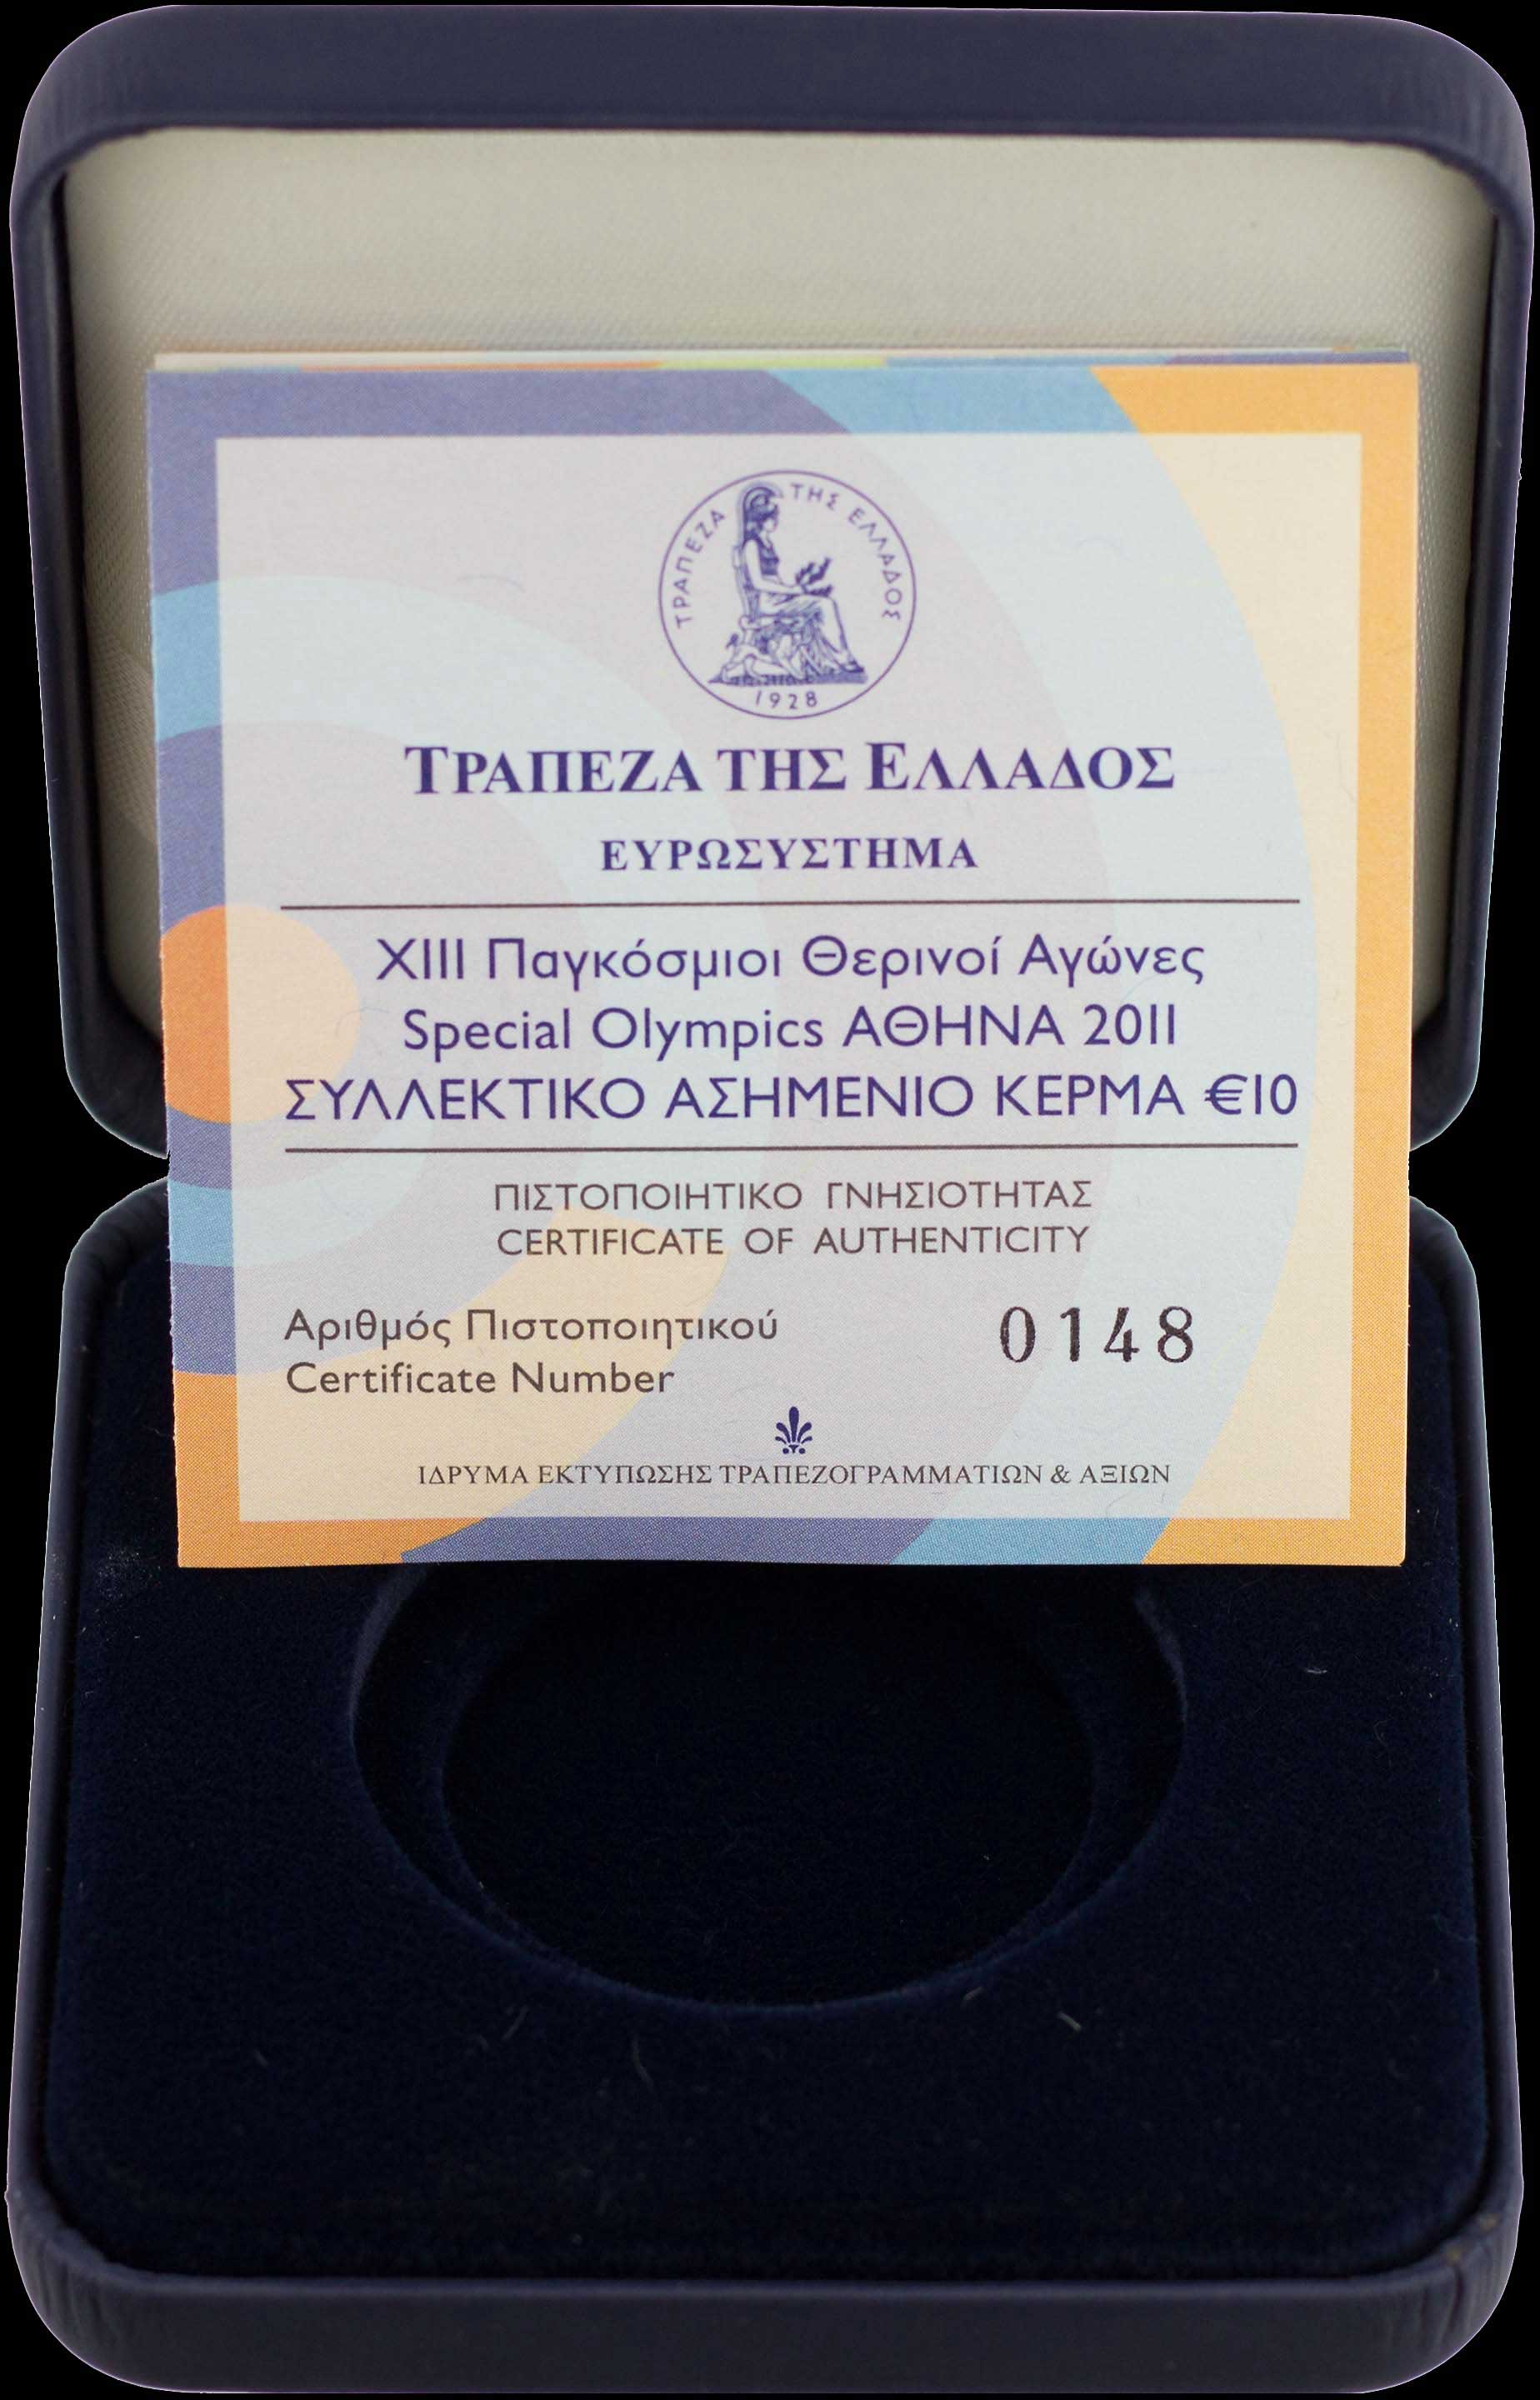 ΤΡΑΠΕΖΑ ΤΗΣ ΕΛΛΑΔΟΣ
1928
ΤΡΑΠΕΖΑ ΤΗΣ ΕΛΛΑΔΟΣ
ΕΥΡΩΣΥΣΤΗΜΑ
XIII Παγκόσμιοι Θερινοί Αγώνες
Special Olympics ΑΘΗΝΑ 2011
ΣΥΛΛΕΚΤΙΚΟ ΑΣΗΜΕΝΙΟ ΚΕΡΜΑ €10
ΠΙΣΤΟΠΟΙΗΤΙΚΟ ΓΝΗΣΙΟΤΗΤΑΣ
CERTIFICATE OF AUTHENTICITY
Αριθμός Πιστοποιητικού
Certificate Number
0148
ΙΔΡΥΜΑ ΕΚΤΥΠΩΣΗΣ ΤΡΑΠΕΖΟΓΡΑΜΜΑΤΙΩΝ & ΑΞΙΩΝ